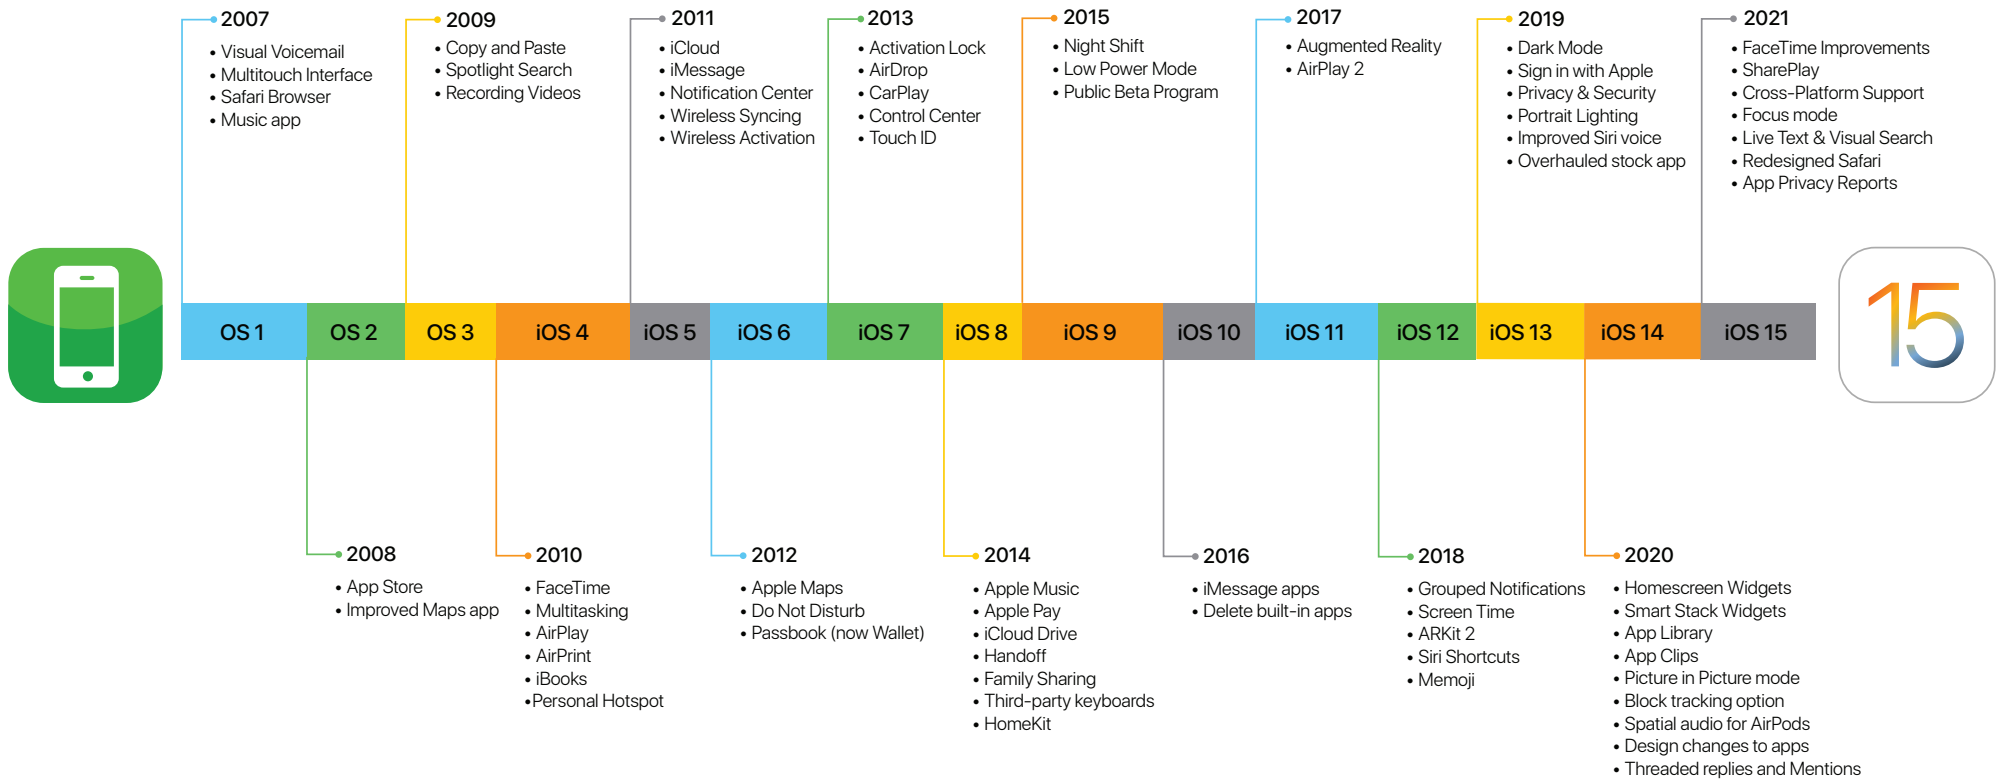 2007
• Visual Voicemail
• Multitouch Interface
• Safari Browser
• Music app
2009
• Copy and Paste
• Spotlight Search
• Recording Videos
2011
• iCloud
• iMessage
• Notification Center
• Wireless Syncing
• Wireless Activation
2013
• Activation Lock
• AirDrop
• CarPlay
• Control Center
• Touch ID
2015
• Night Shift
• Low Power Mode
• Public Beta Program
2017
• Augmented Reality
• AirPlay 2
2019
• Dark Mode
• Sign in with Apple
• Privacy & Security
• Portrait Lighting
• Improved Siri voice
• Overhauled stock app
2021
• FaceTime Improvements
• SharePlay
• Cross-Platform Support
• Focus mode
• Live Text & Visual Search
• Redesigned Safari
• App Privacy Reports
OS 1
OS 2
OS 3
iOS 4
iOS 5
iOS 6
iOS 7
iOS 8
iOS 9
iOS 10
iOS 11
iOS 12
iOS 13
iOS 14
iOS 15
15
2008
• App Store
• Improved Maps app
2010
• FaceTime
• Multitasking
• AirPlay
• AirPrint
• iBooks
•Personal Hotspot
2012
• Apple Maps
• Do Not Disturb
• Passbook (now Wallet)
2014
• Apple Music
• Apple Pay
• iCloud Drive
• Handoff
• Family Sharing
• Third-party keyboards
• HomeKit
2016
• iMessage apps
• Delete built-in apps
2018
• Grouped Notifications
• Screen Time
• ARKit 2
• Siri Shortcuts
• Memoji
2020
• Homescreen Widgets
• Smart Stack Widgets
• App Library
• App Clips
• Picture in Picture mode
• Block tracking option
• Spatial audio for AirPods
• Design changes to apps
• Threaded replies and Mentions